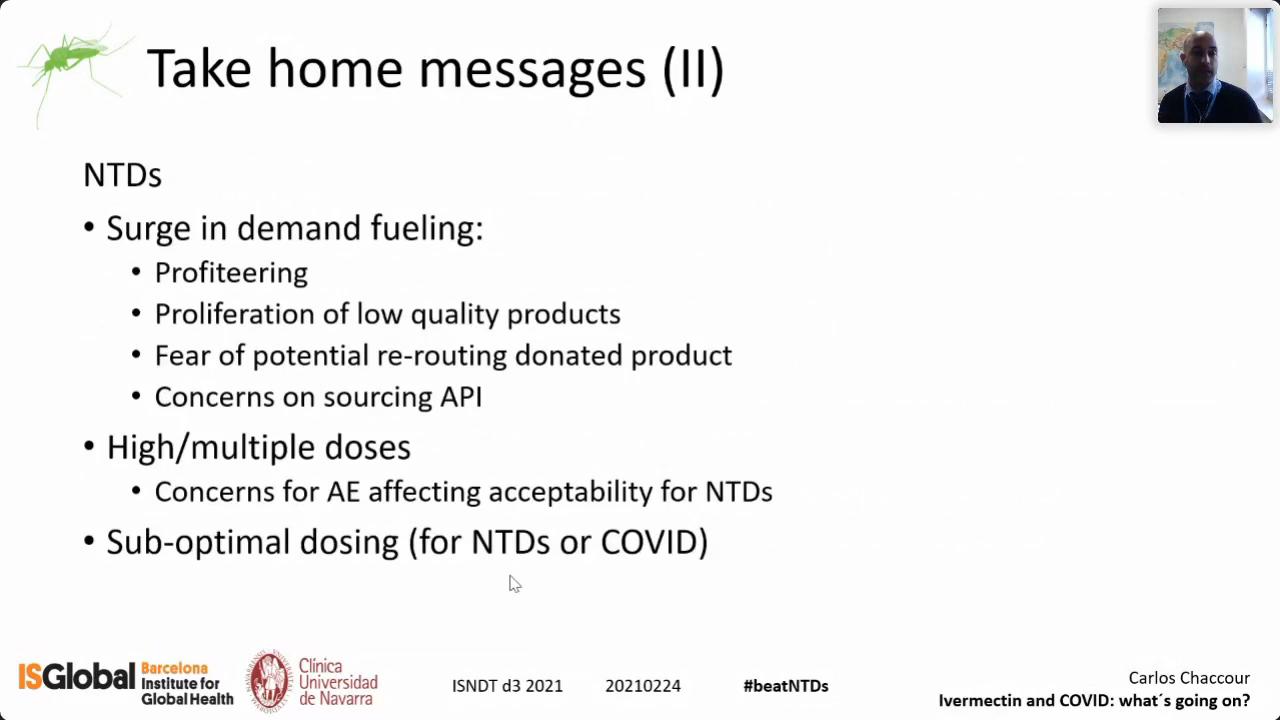 Take home messages (II)
NTDs
• Surge in demand fueling:
• Profiteering
• Proliferation of low quality products
• Fear of potential re-routing donated product
• Concerns on sourcing API
• High/multiple doses
• Concerns for AE affecting acceptability for NTDs
• Sub-optimal dosing (for NTDs or COVID)
ISGlobal Barcelona
Institute for
Global Health
Clínica
Universidad
de Navarra
ISNDT d3 2021 20210224 #beatNTDs
Carlos Chaccour
Ivermectin and COVID: what´s going on?